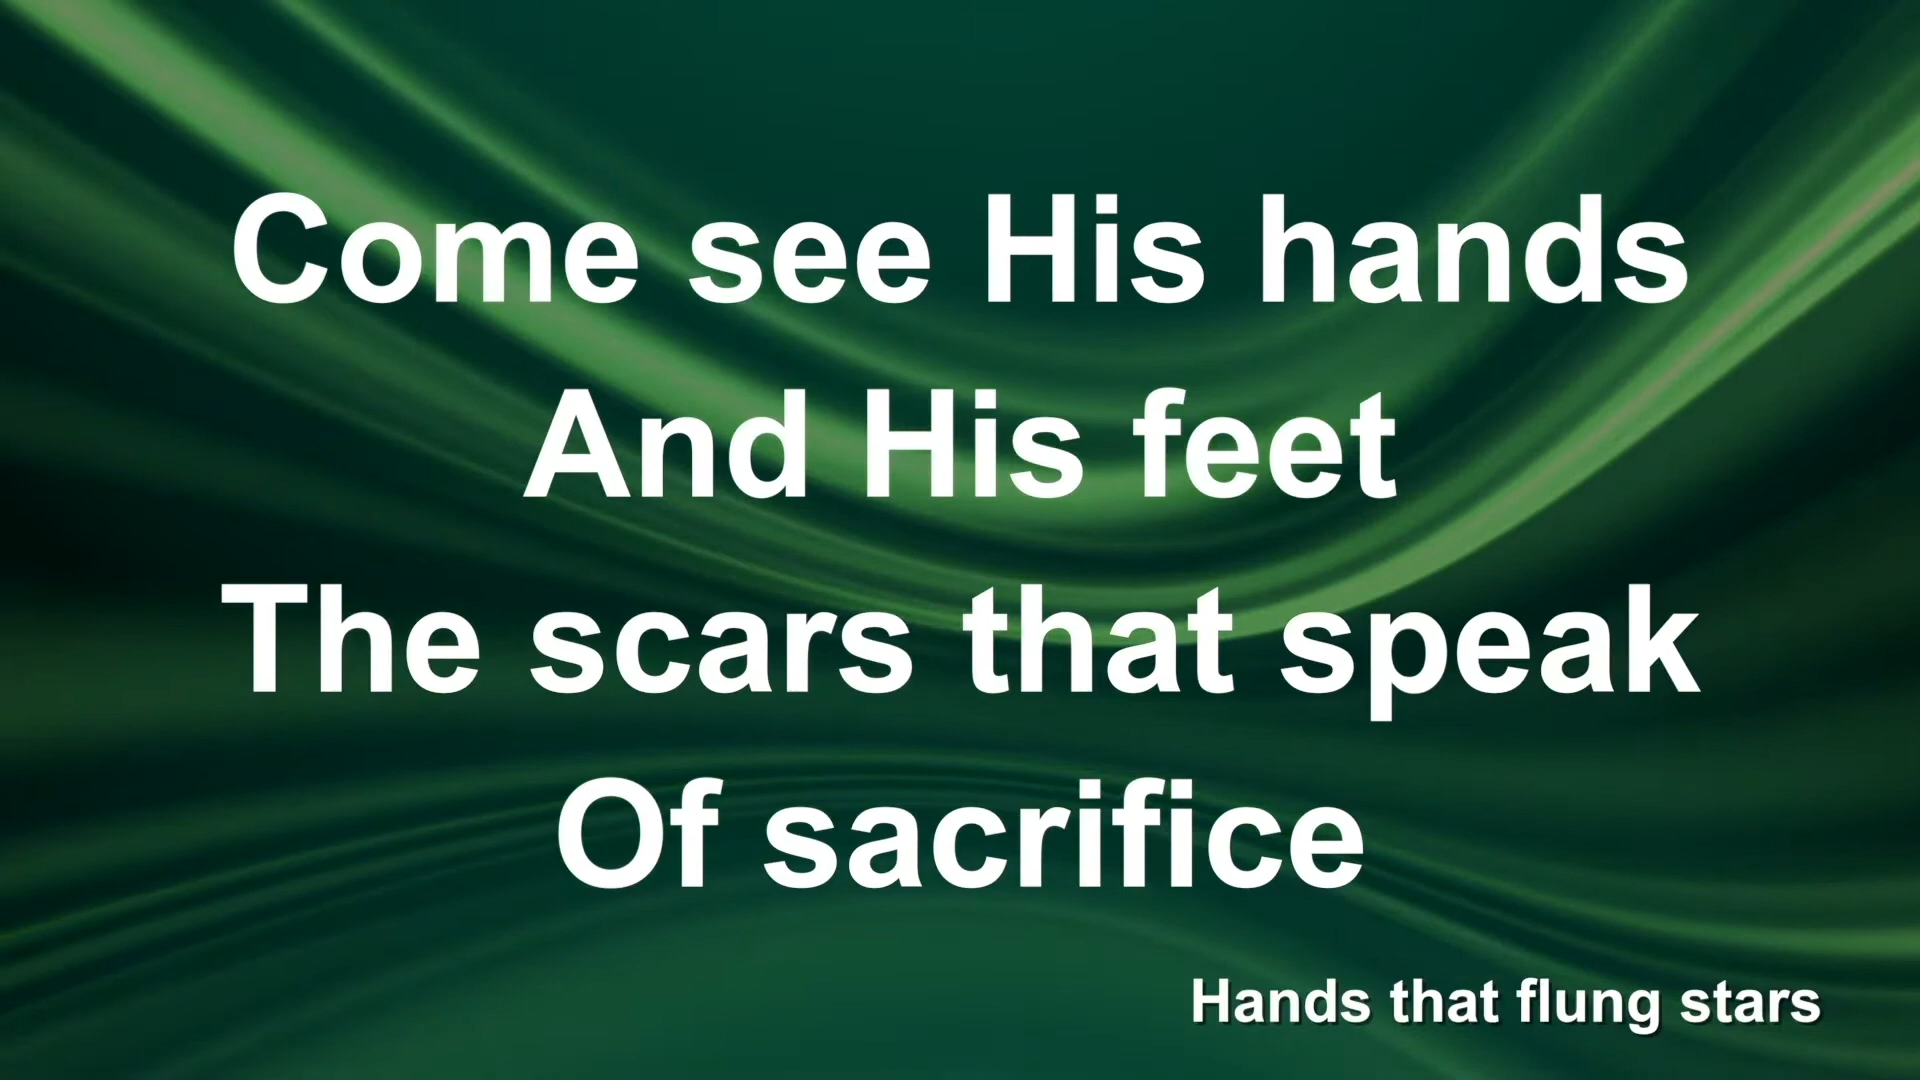 Come see His hands
And His feet
The scars that speak
Of sacrifice
Hands that flung stars